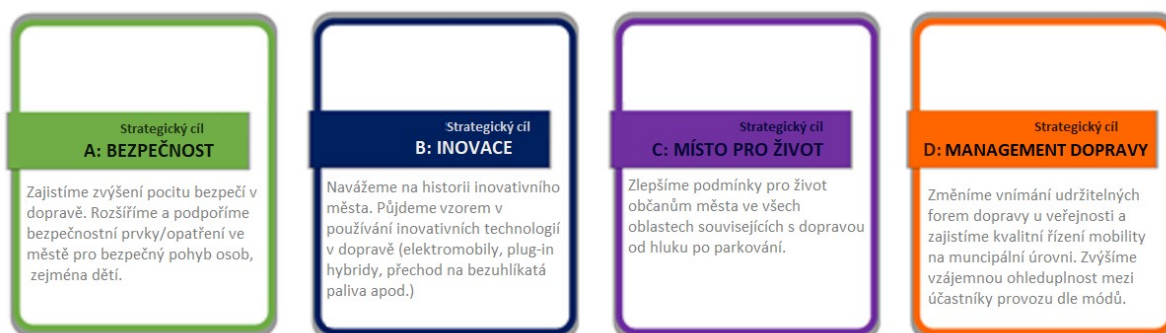 Strategický cíl
A: BEZPEČNOST
Zajistíme zvýšení pocitu bezpečí v
dopravě. Rozšíříme a podpoříme
bezpečnostní prvky/opatření ve
městě pro bezpečný pohyb osob,
zejména dětí.
Strategický cíl
B: INOVACE
Navážeme na historii inovativního
města. Půjdeme vzorem v
používání inovativních technologií
v dopravě (elektromobily, plug-in
hybridy, přechod na bezuhlíkatá
paliva apod.)
Strategický cíl
C: MÍSTO PRO ŽIVOT
Zlepšíme podmínky pro život
občanům města ve všech
oblastech souvisejících s dopravou
od hluku po parkování.
Strategický cíl
D: MANAGEMENT DOPRAVY
Změníme vnímání udržitelných
forem dopravy u veřejnosti a
zajistíme kvalitní řízení mobility
na muncipální úrovni. Zvýšíme
vzájemnou ohleduplnost mezi
účastníky provozu dle módů.